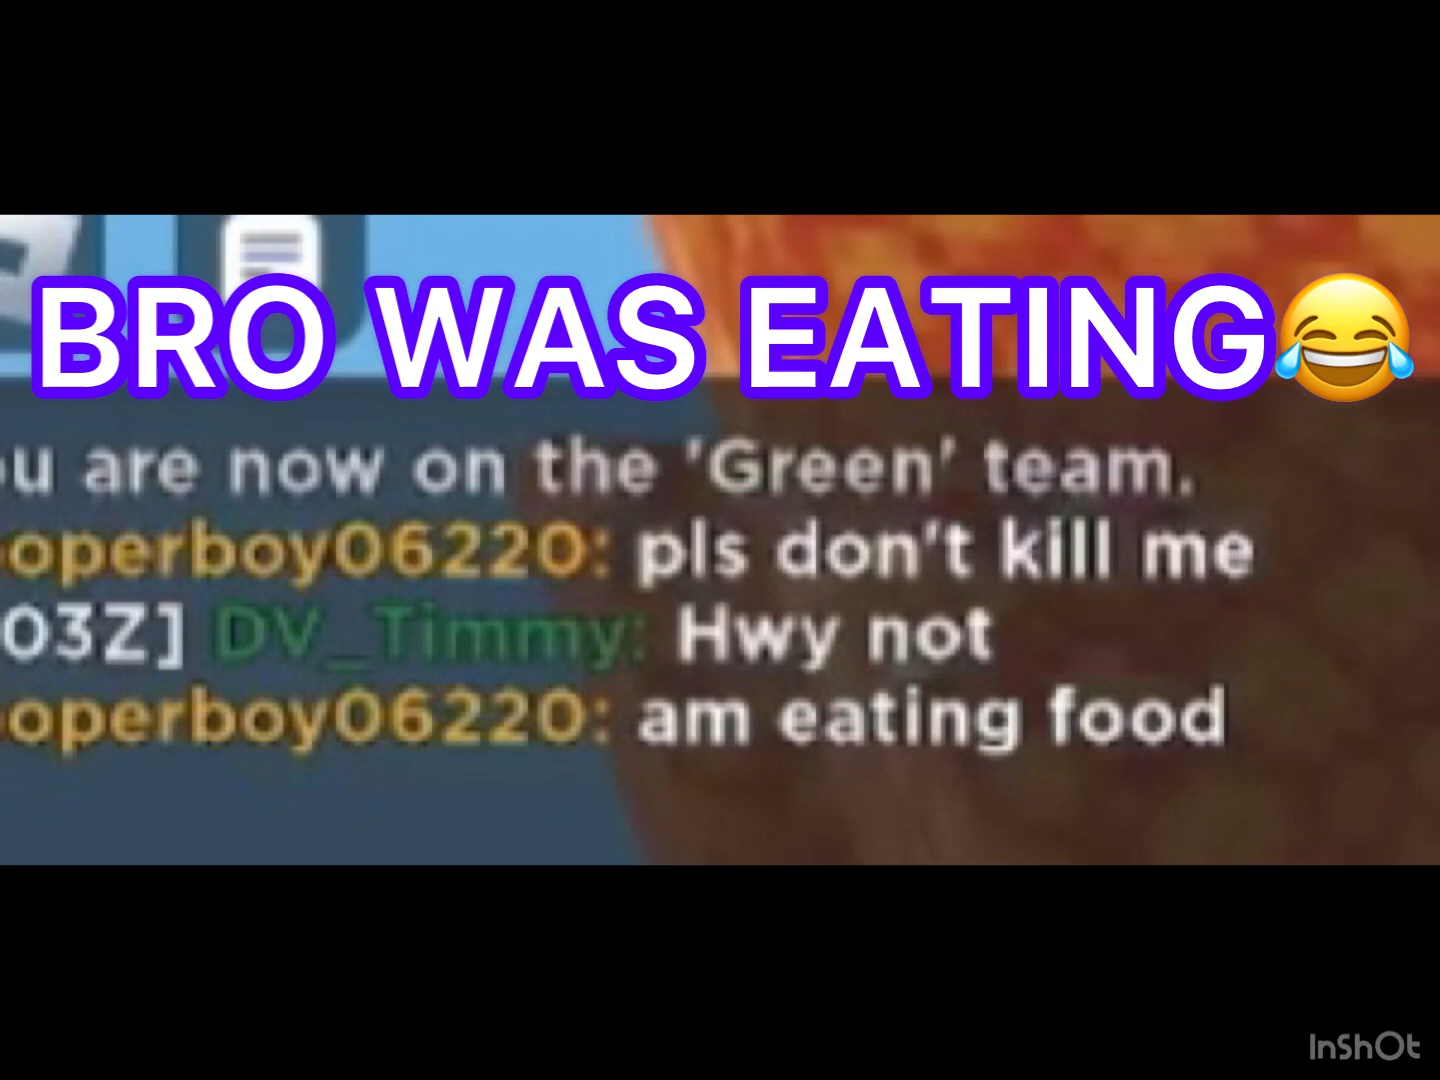 BRO WAS EATING😂
ou are now on the 'Green' team.
operboy06220: pls don't kill me
03Z] DV_Timmy: Hwy not
operboy06220: am eating food
InShOt